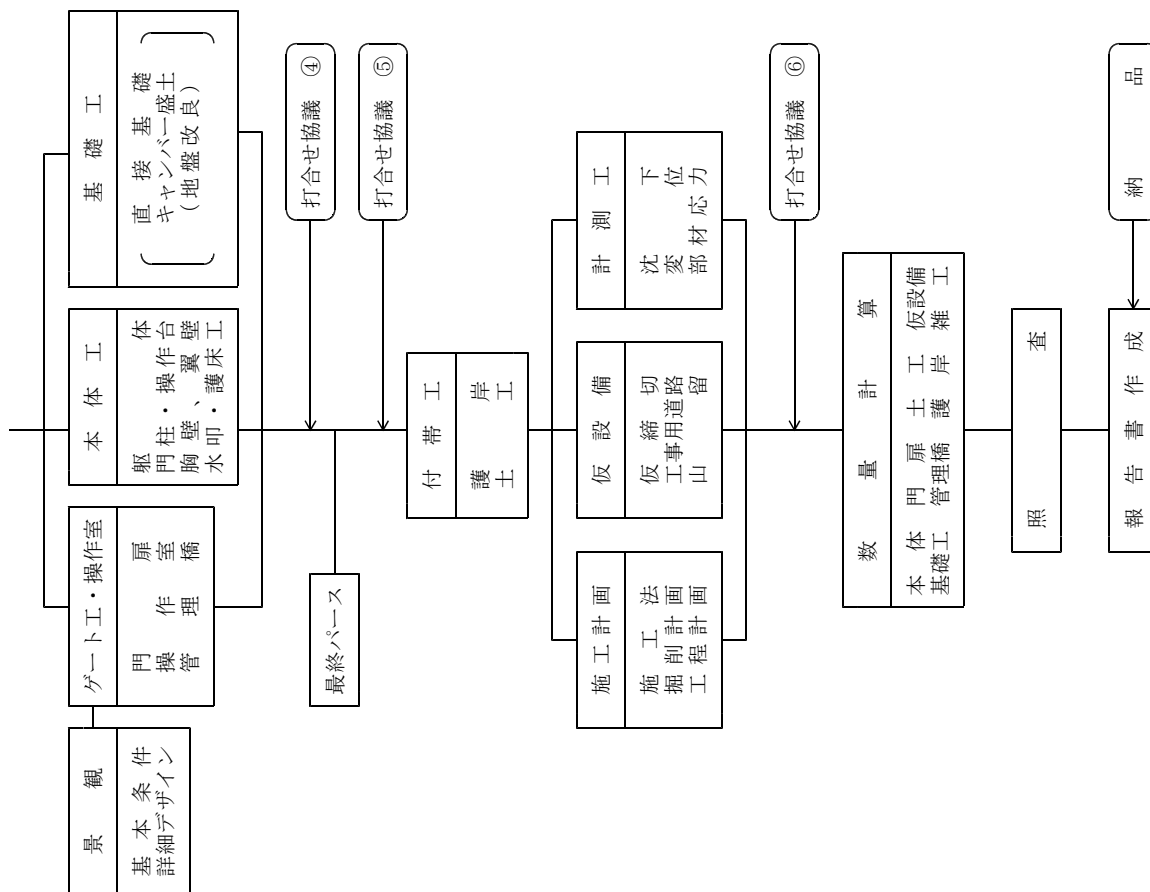 景観
基本条件
詳細デザイン
ゲート工・操作室
門扉
操作室
管理橋
本体工
躯体
門柱・操作台
胸壁、翼壁
水叩・護床工
基礎工
直接基礎
キャンバー盛土
(地盤改良)
打合せ協議 ④
最終パース
打合せ協議 ⑤
付帯工
護岸
土工
施工計画
施工法
掘削計画
工程計画
仮設備
仮締切
工事用道路
山留
計測工
沈下
変位
部材応力
打合せ協議 ⑥
数量計算
本体 門扉 土工 仮設備
基礎工 管理橋 護岸 雑工
照査
報告書作成
納品